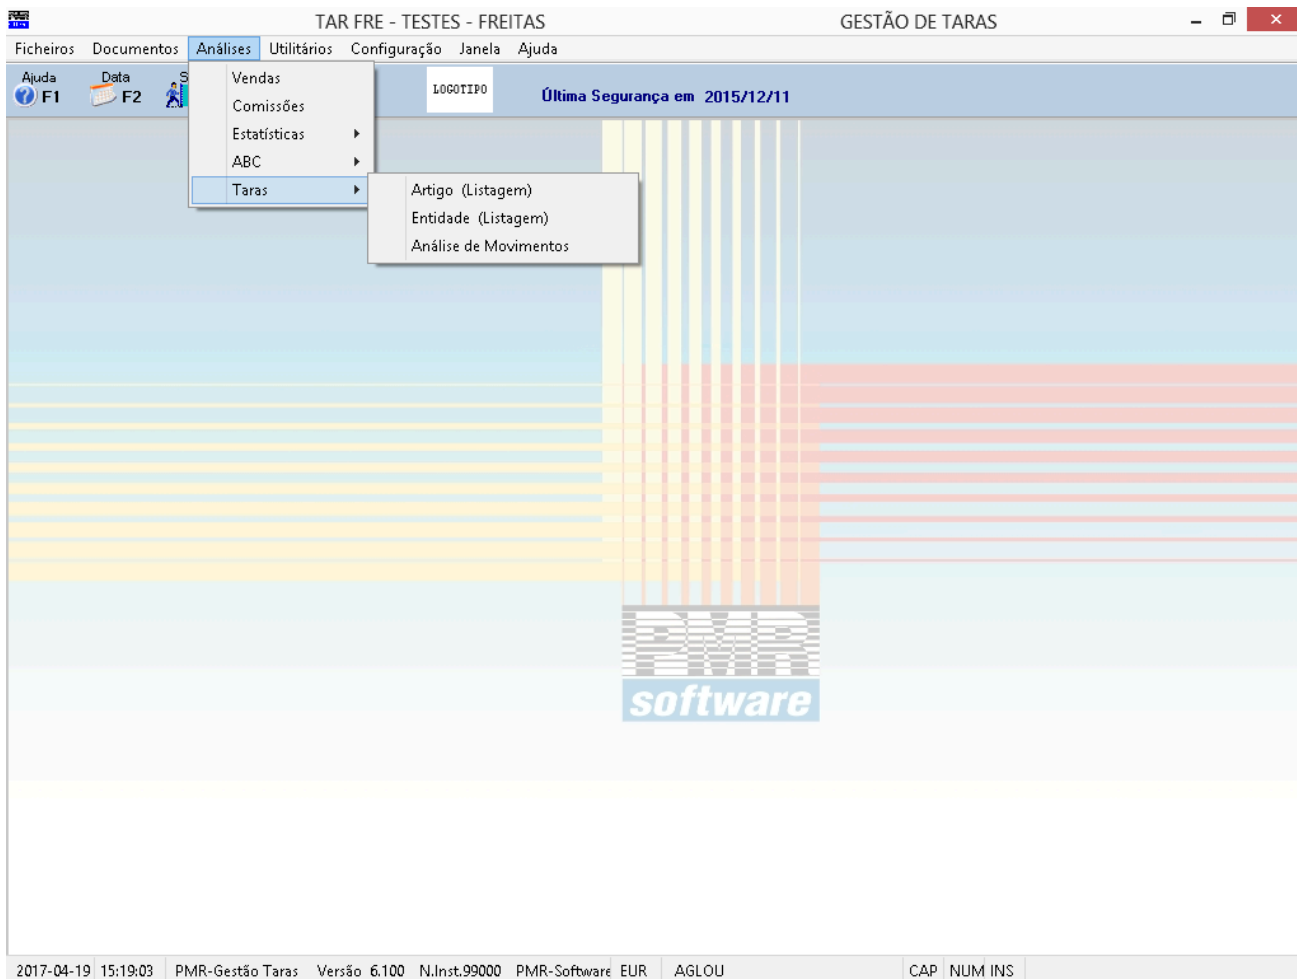 TAR FRE - TESTES - FREITAS GESTÃO DE TARAS
Ficheiros Documentos Análises Utilitários Configuração Janela Ajuda
Ajuda F1 Data F2 S LOGOTIPO Última Segurança em 2015/12/11
Vendas
Comissões
Estatísticas
ABC
Taras
Artigo (Listagem)
Entidade (Listagem)
Análise de Movimentos
PMR
software
2017-04-19 15:19:03 PMR-Gestão Taras Versão 6.100 N.Inst.99000 PMR-Software EUR AGLOU CAP NUM INS